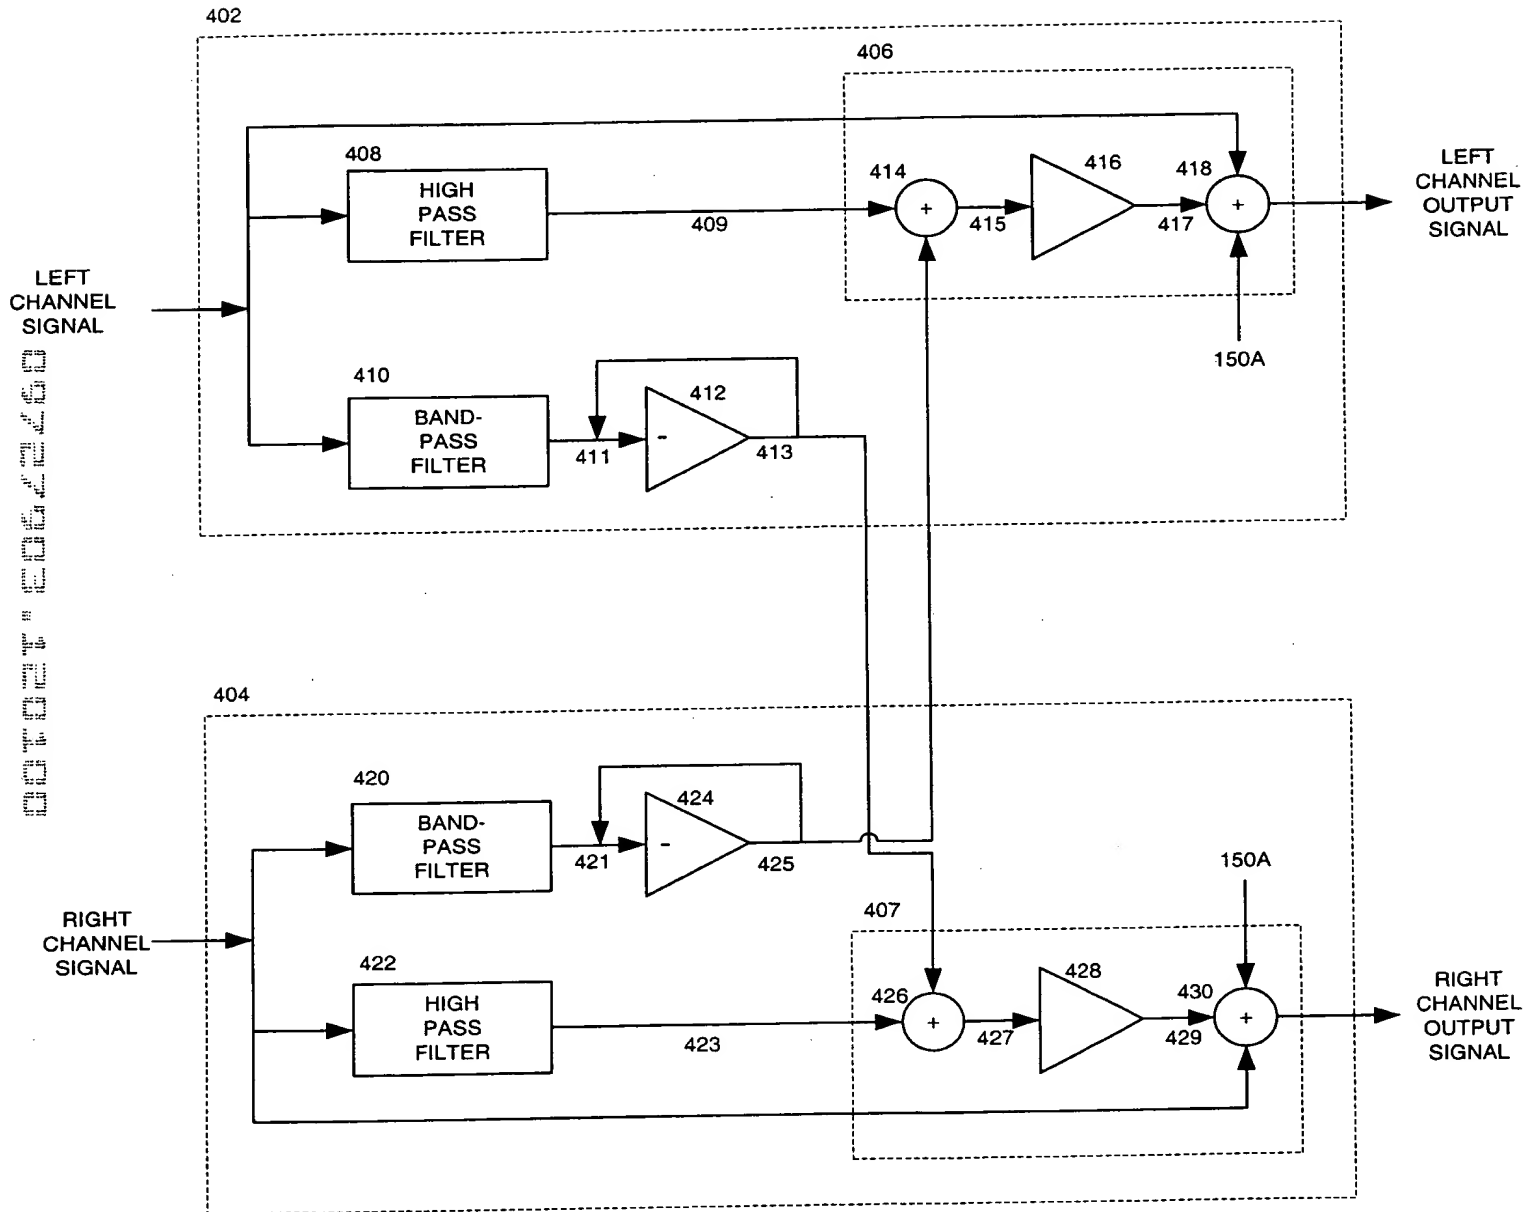 402
406
408
HIGH
PASS
FILTER
409
414
+
415
416
417
418
+
LEFT
CHANNEL
OUTPUT
SIGNAL
LEFT
CHANNEL
SIGNAL
150A
410
BAND-
PASS
FILTER
411
412
-
413
09727903.120100
404
420
BAND-
PASS
FILTER
421
424
-
425
150A
RIGHT
CHANNEL
SIGNAL
407
422
HIGH
PASS
FILTER
423
426
+
427
428
429
430
+
RIGHT
CHANNEL
OUTPUT
SIGNAL